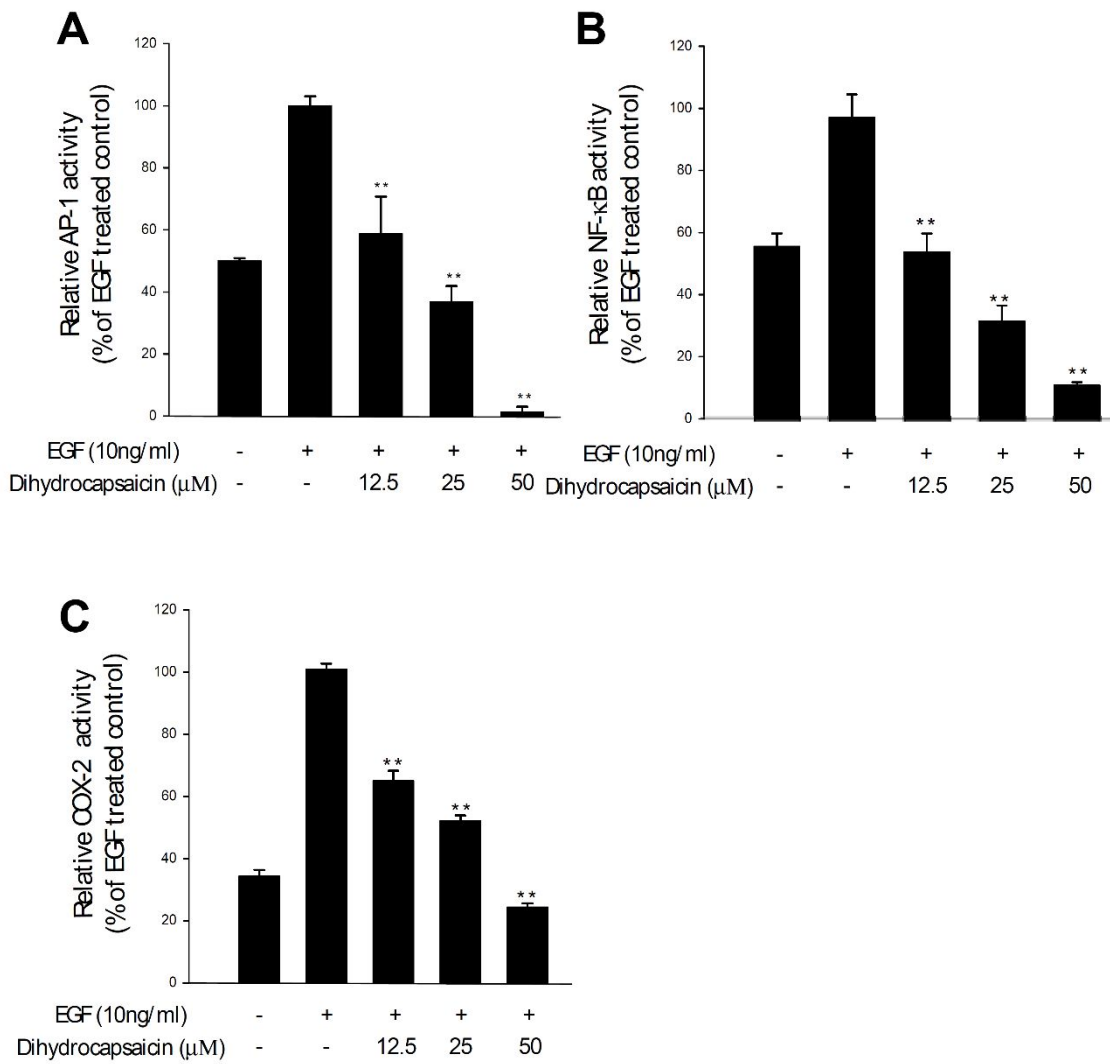 A
Relative AP-1 activity
(% of EGF treated control)
120
100
80
60
40
20
0
**
**
**
EGF (10ng/ml) - + + + +
Dihydrocapsaicin (μM) - - 12.5 25 50
B
Relative NF-κB activity
(% of EGF treated control)
120
100
80
60
40
20
0
**
**
**
EGF (10ng/ml) - + + + +
Dihydrocapsaicin (μM) - - 12.5 25 50
C
Relative COX-2 activity
(% of EGF treated control)
120
100
80
60
40
20
0
**
**
**
EGF (10ng/ml) - + + + +
Dihydrocapsaicin (μM) - - 12.5 25 50